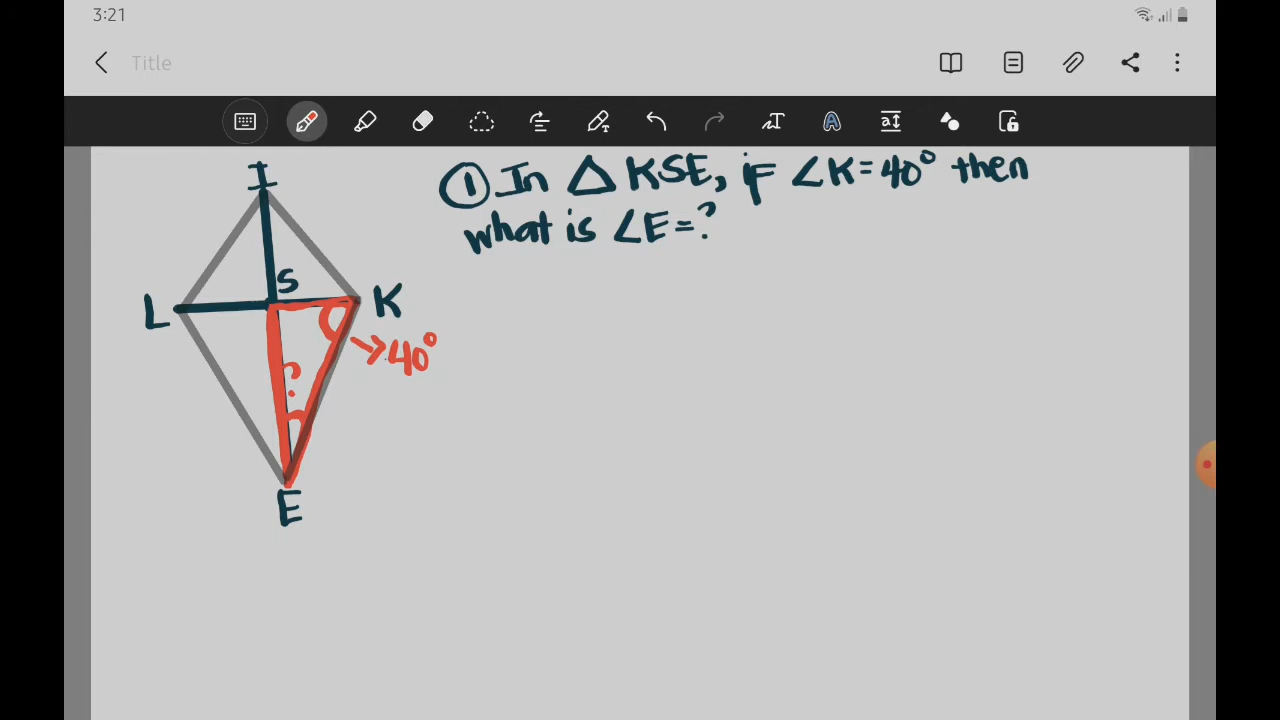 3:21
Title
I
① In △ KSE, if ∠K=40° then
what is ∠E=?
S
L
K
40°
?
E